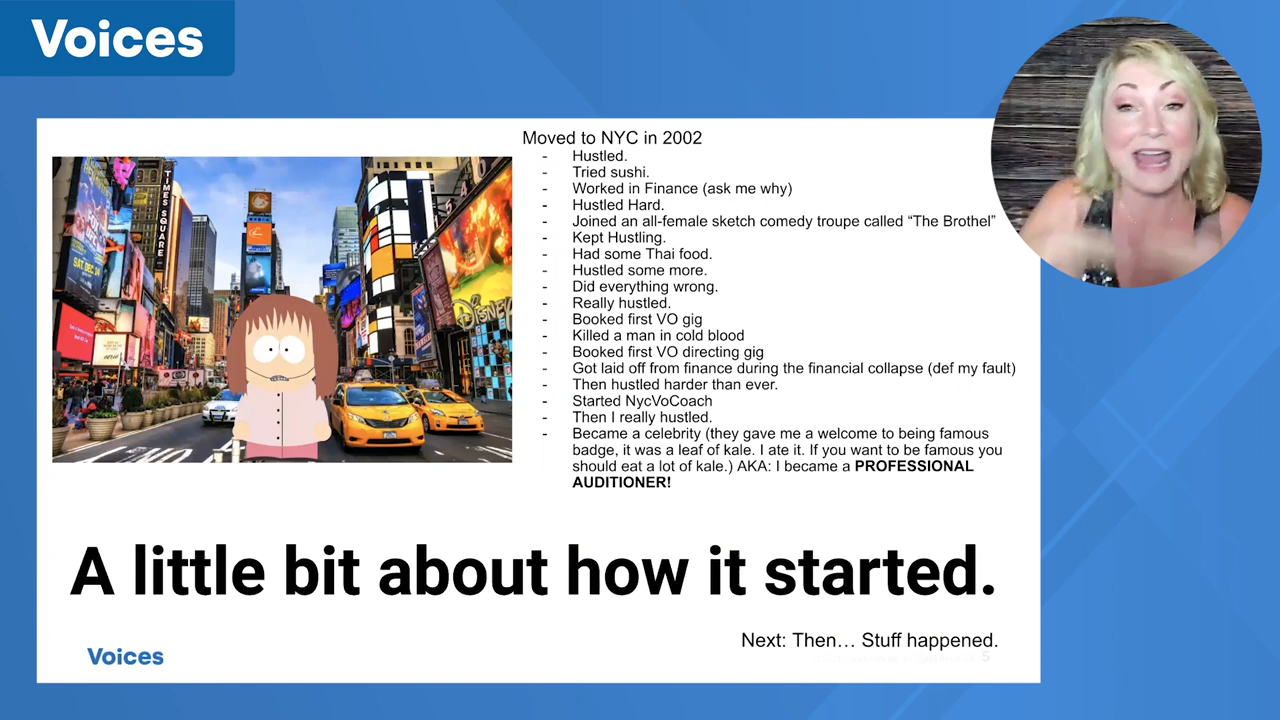 Voices
Moved to NYC in 2002
- Hustled.
- Tried sushi.
- Worked in Finance (ask me why)
- Hustled Hard.
- Joined an all-female sketch comedy troupe called “The Brothel”
- Kept Hustling.
- Had some Thai food.
- Hustled some more.
- Did everything wrong.
- Really hustled.
- Booked first VO gig
- Killed a man in cold blood
- Booked first VO directing gig
- Got laid off from finance during the financial collapse (def my fault)
- Then hustled harder than ever.
- Started NycVoCoach
- Then I really hustled.
- Became a celebrity (they gave me a welcome to being famous
badge, it was a leaf of kale. I ate it. If you want to be famous you
should eat a lot of kale.) AKA: I became a PROFESSIONAL
AUDITIONER!
TIMES SQUARE
SAT. DEC
DISNEY
A little bit about how it started.
Next: Then… Stuff happened.
Voices
5